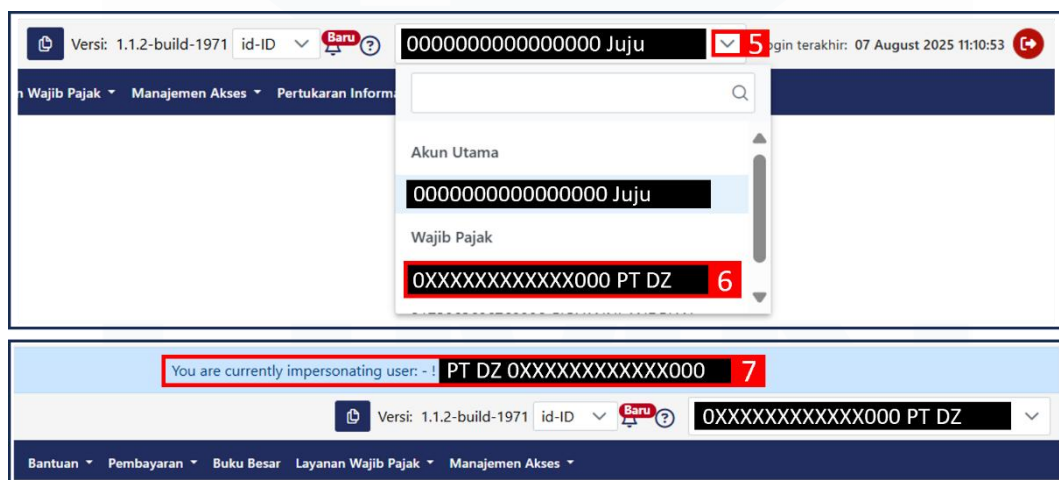 Versi: 1.1.2-build-1971 id-ID Baru ? 0000000000000000 Juju 5 ogin terakhir: 07 August 2025 11:10:53
n Wajib Pajak Manajemen Akses Pertukaran Inform
Akun Utama
0000000000000000 Juju
Wajib Pajak
0XXXXXXXXXXXX000 PT DZ 6
You are currently impersonating user: - ! PT DZ 0XXXXXXXXXXXX000 7
Versi: 1.1.2-build-1971 id-ID Baru ? 0XXXXXXXXXXXX000 PT DZ
Bantuan Pembayaran Buku Besar Layanan Wajib Pajak Manajemen Akses